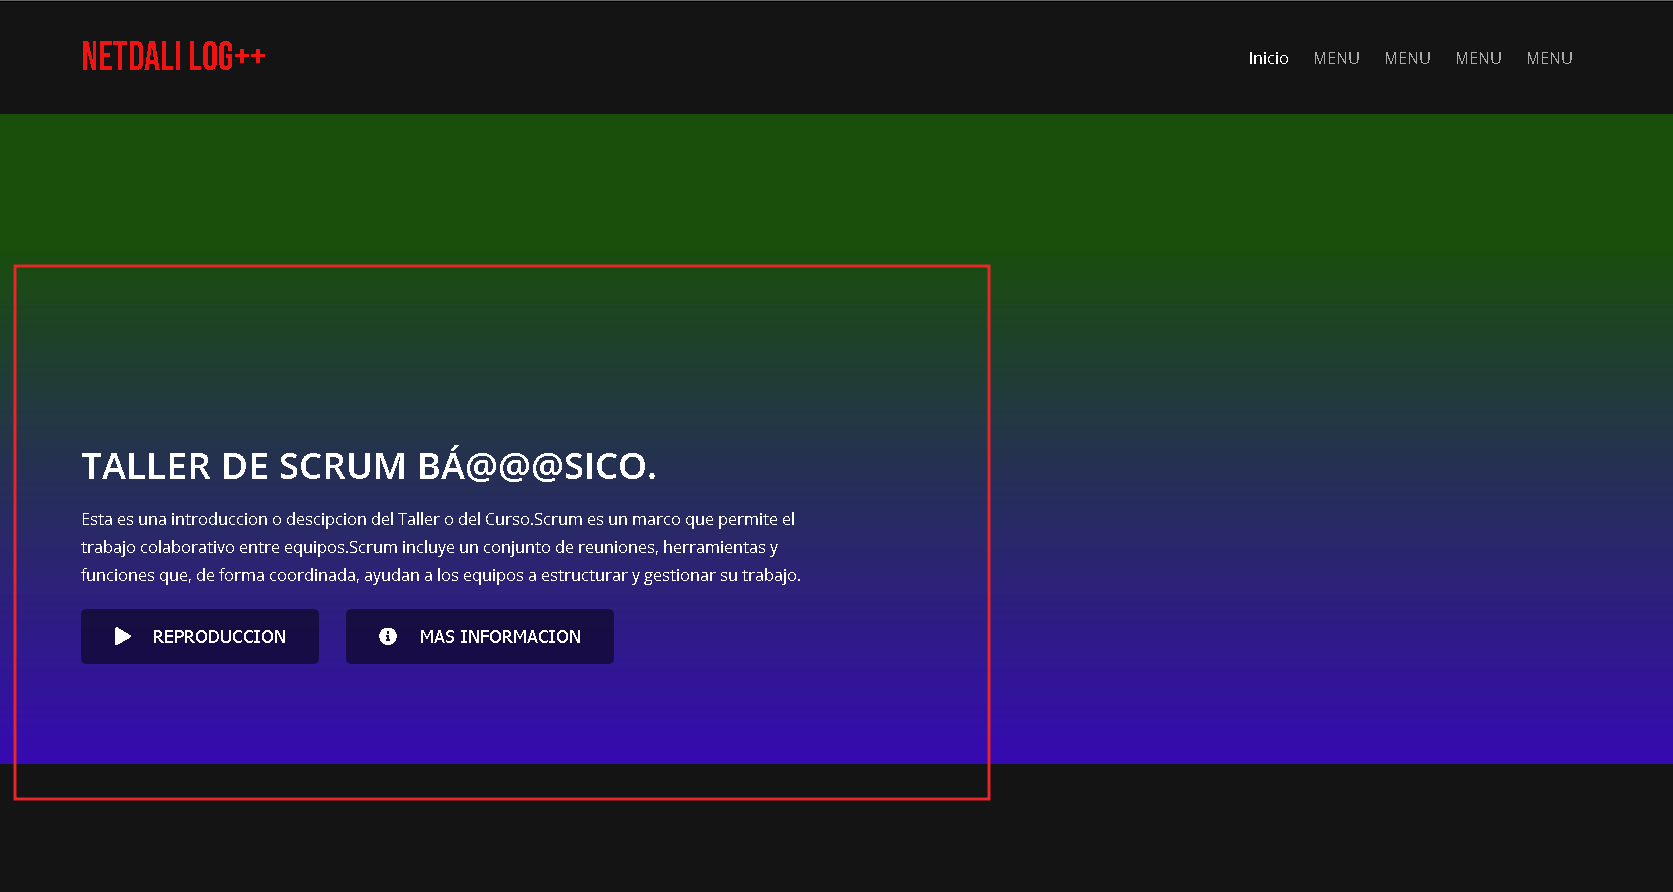 NETDALI LOG++
Inicio MENU MENU MENU MENU
TALLER DE SCRUM BÁ@@@SICO.
Esta es una introduccion o descipcion del Taller o del Curso.Scrum es un marco que permite el
trabajo colaborativo entre equipos.Scrum incluye un conjunto de reuniones, herramientas y
funciones que, de forma coordinada, ayudan a los equipos a estructurar y gestionar su trabajo.
REPRODUCCION MAS INFORMACION